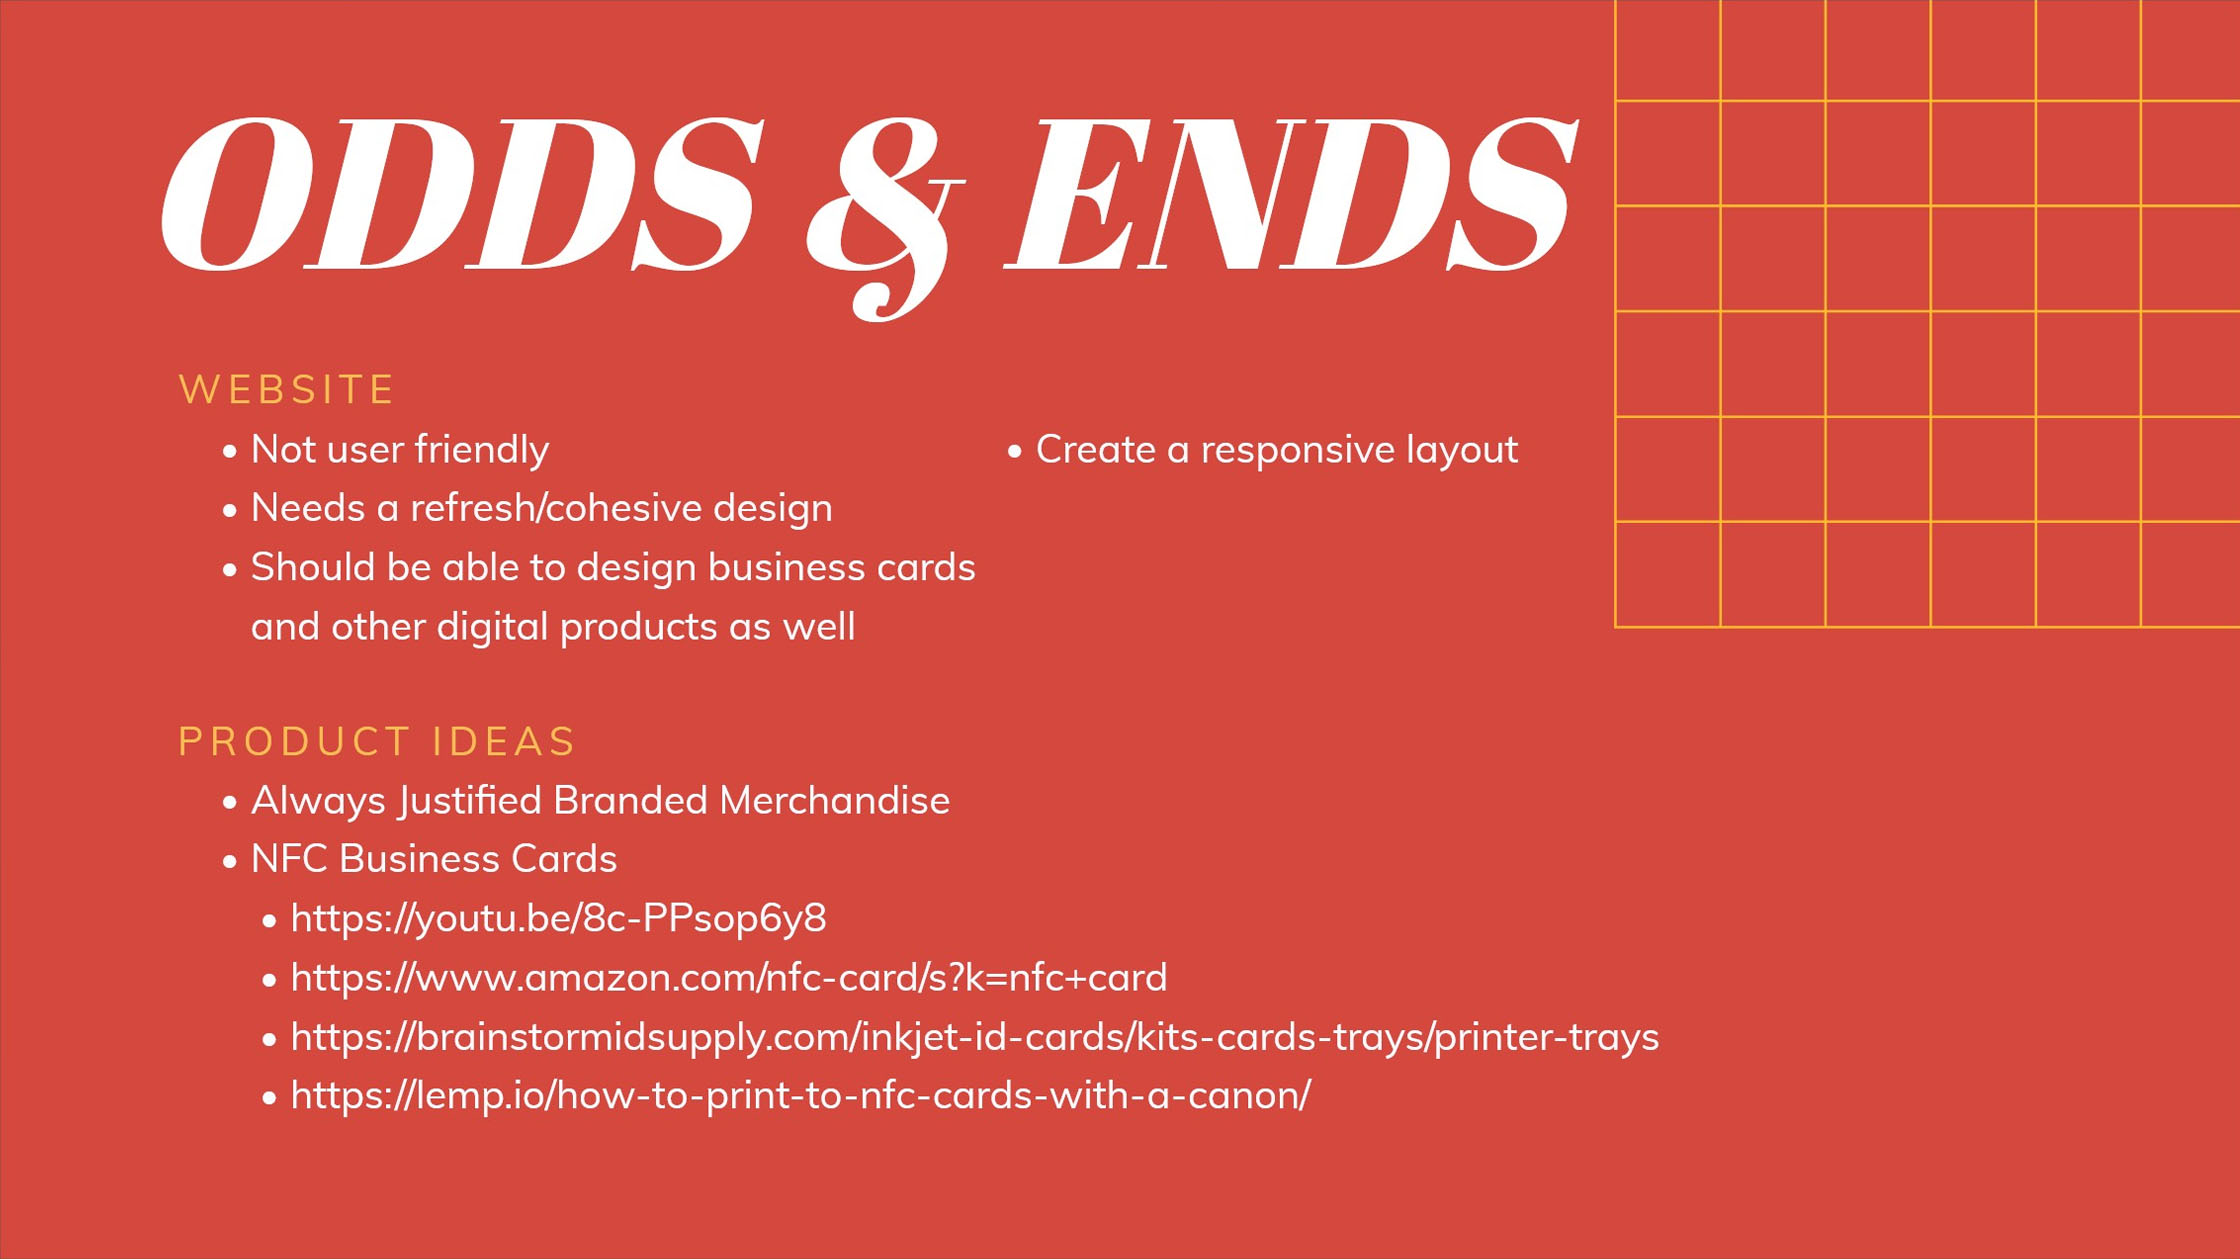 ODDS & ENDS
WEBSITE
• Not user friendly
• Needs a refresh/cohesive design
• Should be able to design business cards
and other digital products as well
• Create a responsive layout
PRODUCT IDEAS
• Always Justified Branded Merchandise
• NFC Business Cards
• https://youtu.be/8c-PPsop6y8
• https://www.amazon.com/nfc-card/s?k=nfc+card
• https://brainstormidsupply.com/inkjet-id-cards/kits-cards-trays/printer-trays
• https://lemp.io/how-to-print-to-nfc-cards-with-a-canon/